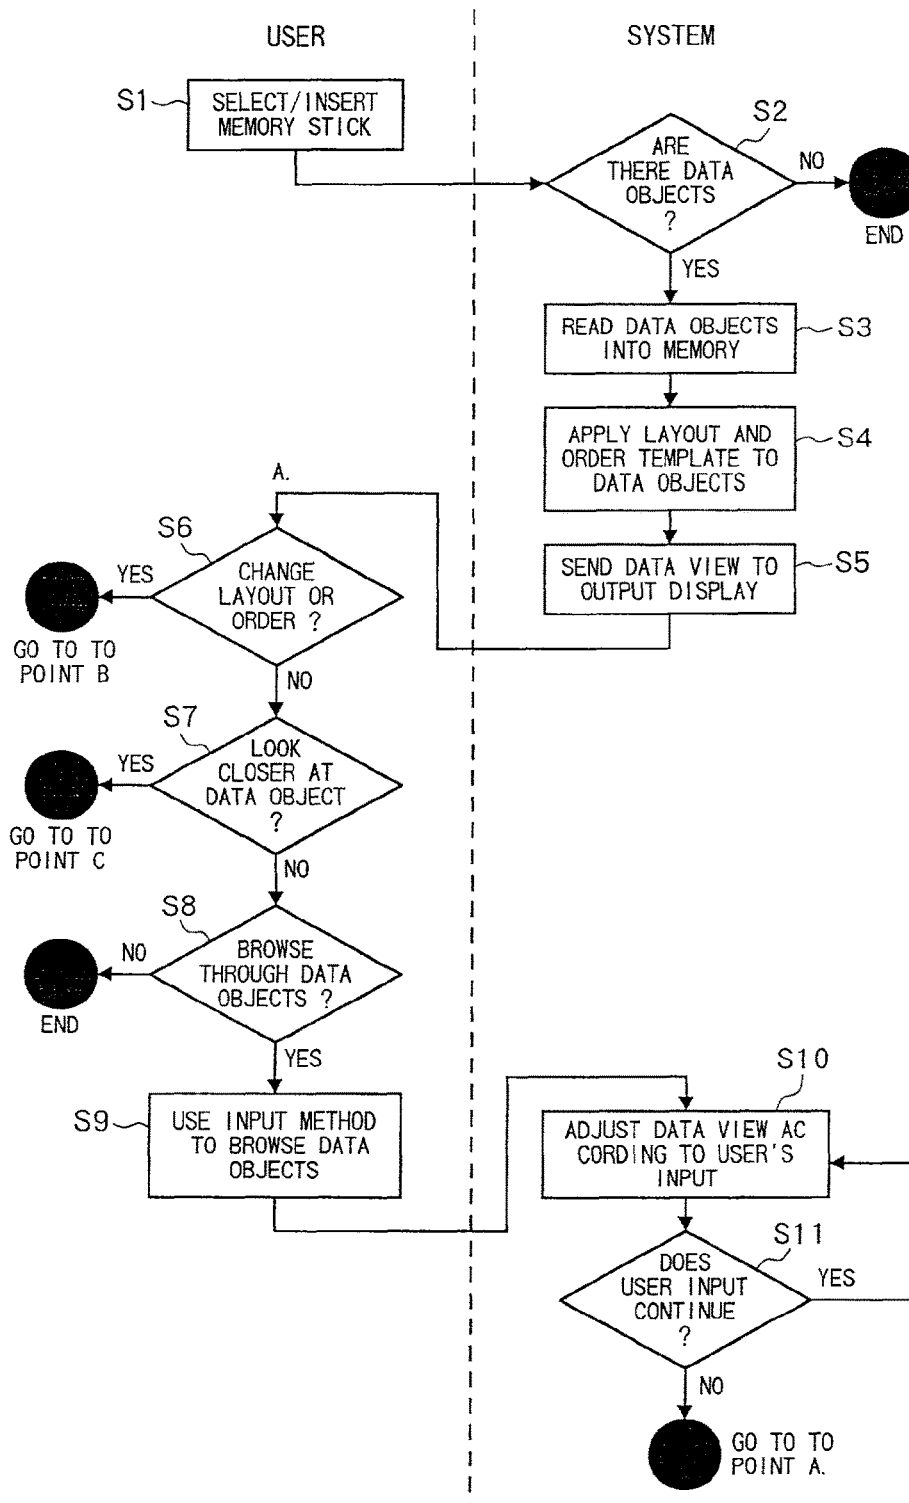 USER
SYSTEM
S1
SELECT/INSERT
MEMORY STICK
S2
ARE
THERE DATA
OBJECTS
?
NO
END
YES
S3
READ DATA OBJECTS
INTO MEMORY
S4
APPLY LAYOUT AND
ORDER TEMPLATE TO
DATA OBJECTS
S5
SEND DATA VIEW TO
OUTPUT DISPLAY
A.
S6
CHANGE
LAYOUT OR
ORDER ?
YES
GO TO TO
POINT B
NO
S7
LOOK
CLOSER AT
DATA OBJECT
?
YES
GO TO TO
POINT C
NO
S8
BROWSE
THROUGH DATA
OBJECTS ?
NO
END
YES
S9
USE INPUT METHOD
TO BROWSE DATA
OBJECTS
S10
ADJUST DATA VIEW AC
CORDING TO USER'S
INPUT
S11
DOES
USER INPUT
CONTINUE
?
YES
NO
GO TO TO
POINT A.